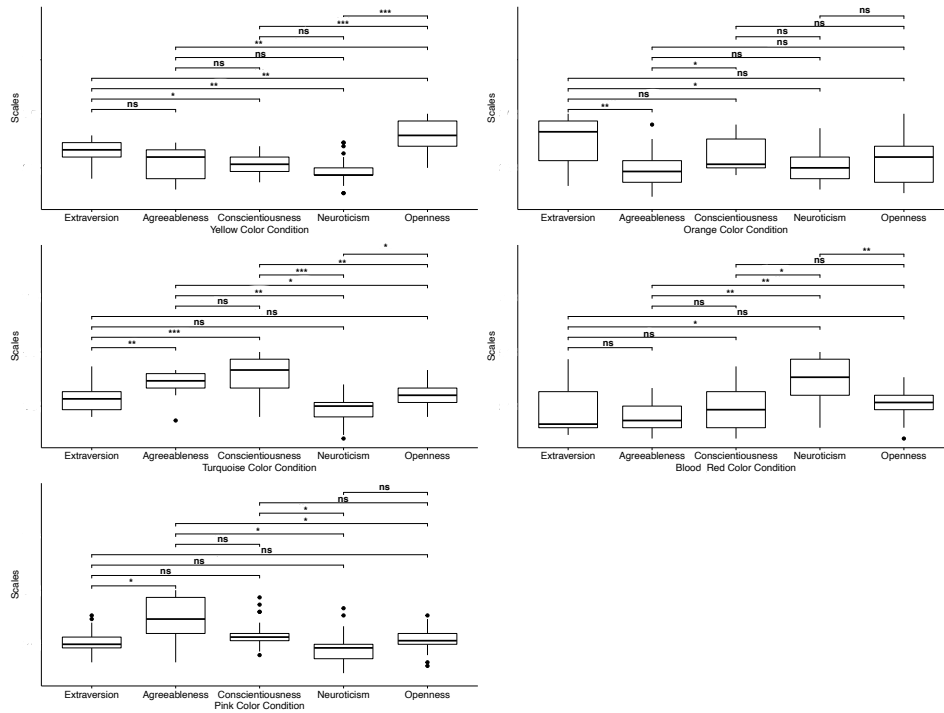 ***
***
ns
**
ns
ns
**
**
*
ns
Scales
Extraversion Agreeableness Conscientiousness Neuroticism Openness
Yellow Color Condition
ns
ns
ns
ns
ns
*
ns
*
ns
**
Scales
Extraversion Agreeableness Conscientiousness Neuroticism Openness
Orange Color Condition
*
**
***
*
**
ns
ns
ns
***
**
Scales
Extraversion Agreeableness Conscientiousness Neuroticism Openness
Turquoise Color Condition
**
ns
*
**
**
ns
ns
*
ns
ns
Scales
Extraversion Agreeableness Conscientiousness Neuroticism Openness
Blood Red Color Condition
ns
ns
*
*
*
ns
ns
ns
ns
*
Scales
Extraversion Agreeableness Conscientiousness Neuroticism Openness
Pink Color Condition